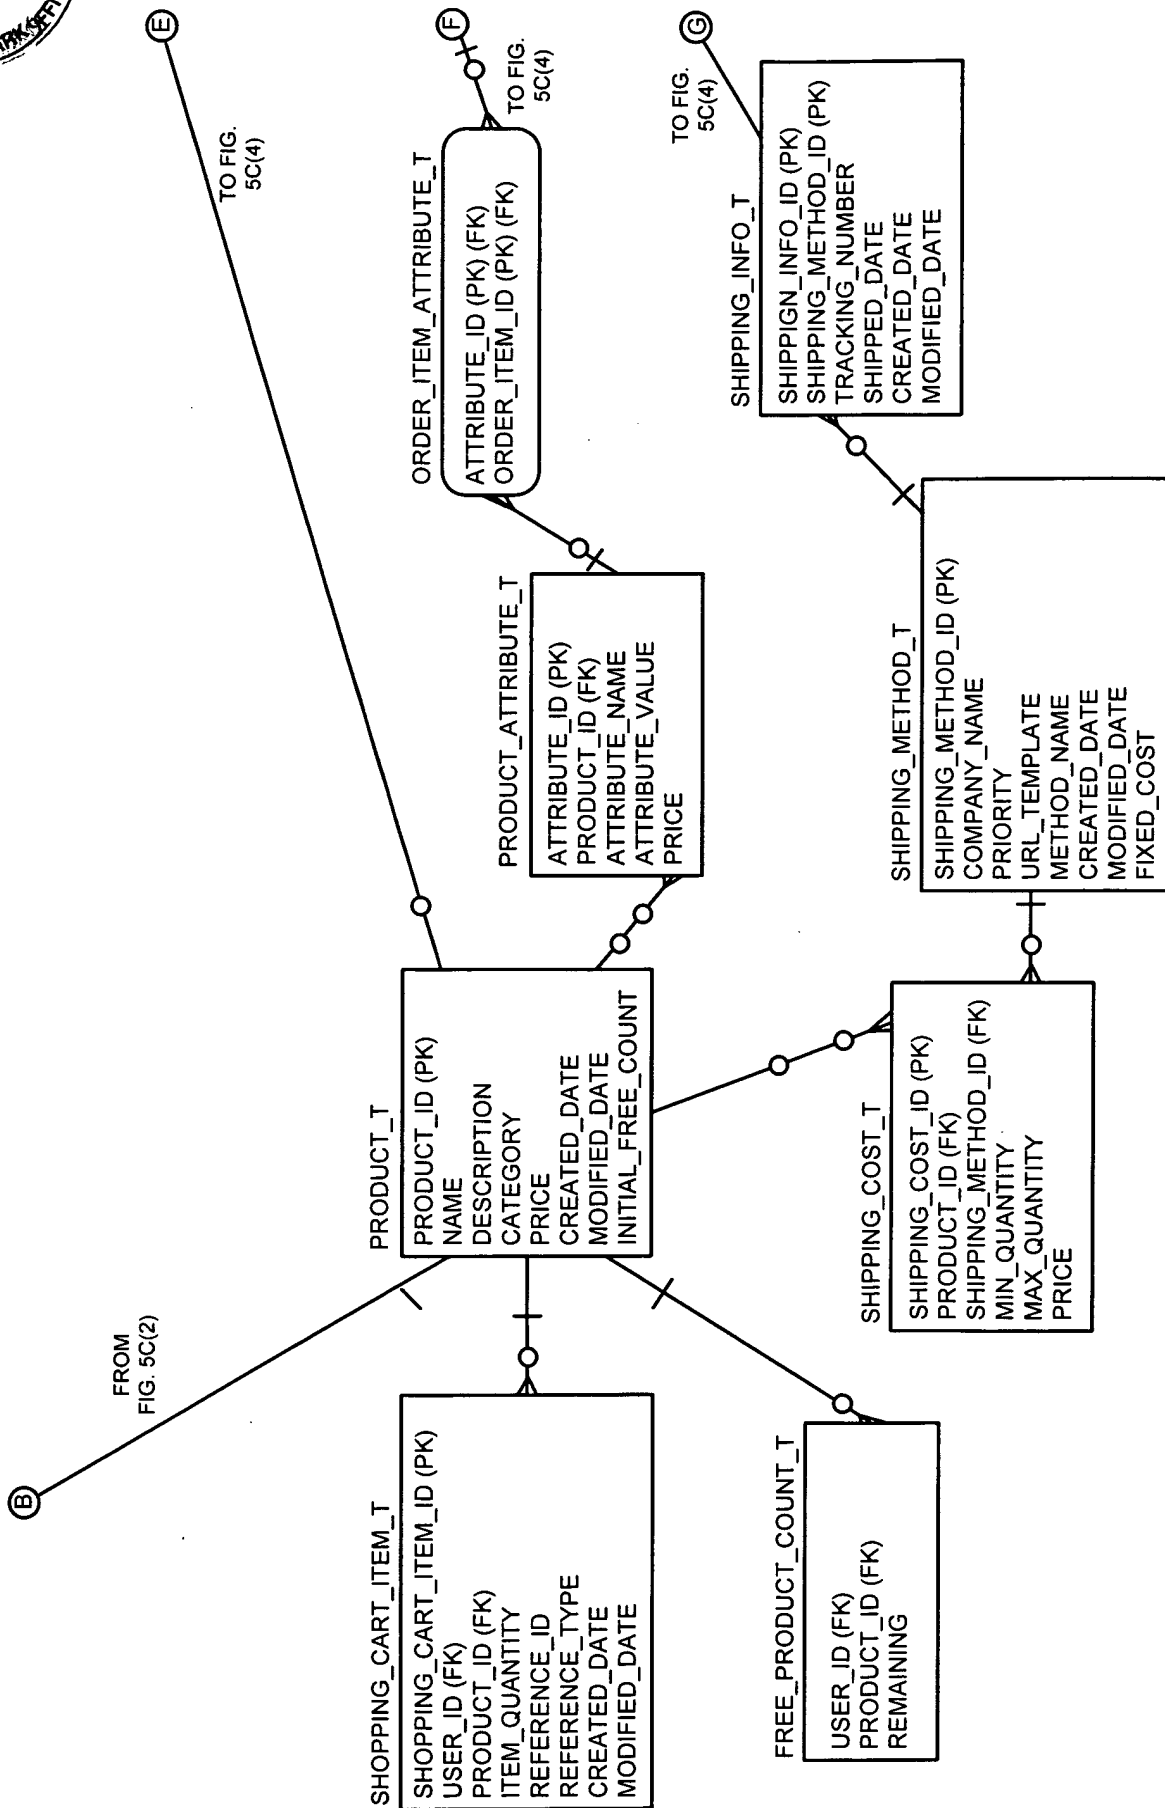 B
FROM
FIG. 5C(2)
E
TO FIG.
5C(4)
SHOPPING_CART_ITEM_T
SHOPPING_CART_ITEM_ID (PK)
USER_ID (FK)
PRODUCT_ID (FK)
ITEM_QUANTITY
REFERENCE_ID
REFERENCE_TYPE
CREATED_DATE
MODIFIED_DATE
PRODUCT_T
PRODUCT_ID (PK)
NAME
DESCRIPTION
CATEGORY
PRICE
CREATED_DATE
MODIFIED_DATE
INITIAL_FREE_COUNT
ORDER_ITEM_ATTRIBUTE_T
ATTRIBUTE_ID (PK) (FK)
ORDER_ITEM_ID (PK) (FK)
F
TO FIG.
5C(4)
PRODUCT_ATTRIBUTE_T
ATTRIBUTE_ID (PK)
PRODUCT_ID (FK)
ATTRIBUTE_NAME
ATTRIBUTE_VALUE
PRICE
G
TO FIG.
5C(4)
SHIPPING_INFO_T
SHIPPIGN_INFO_ID (PK)
SHIPPING_METHOD_ID (PK)
TRACKING_NUMBER
SHIPPED_DATE
CREATED_DATE
MODIFIED_DATE
FREE_PRODUCT_COUNT_T
USER_ID (FK)
PRODUCT_ID (FK)
REMAINING
SHIPPING_COST_T
SHIPPING_COST_ID (PK)
PRODUCT_ID (FK)
SHIPPING_METHOD_ID (FK)
MIN_QUANTITY
MAX_QUANTITY
PRICE
SHIPPING_METHOD_T
SHIPPING_METHOD_ID (PK)
COMPANY_NAME
PRIORITY
URL_TEMPLATE
METHOD_NAME
CREATED_DATE
MODIFIED_DATE
FIXED_COST